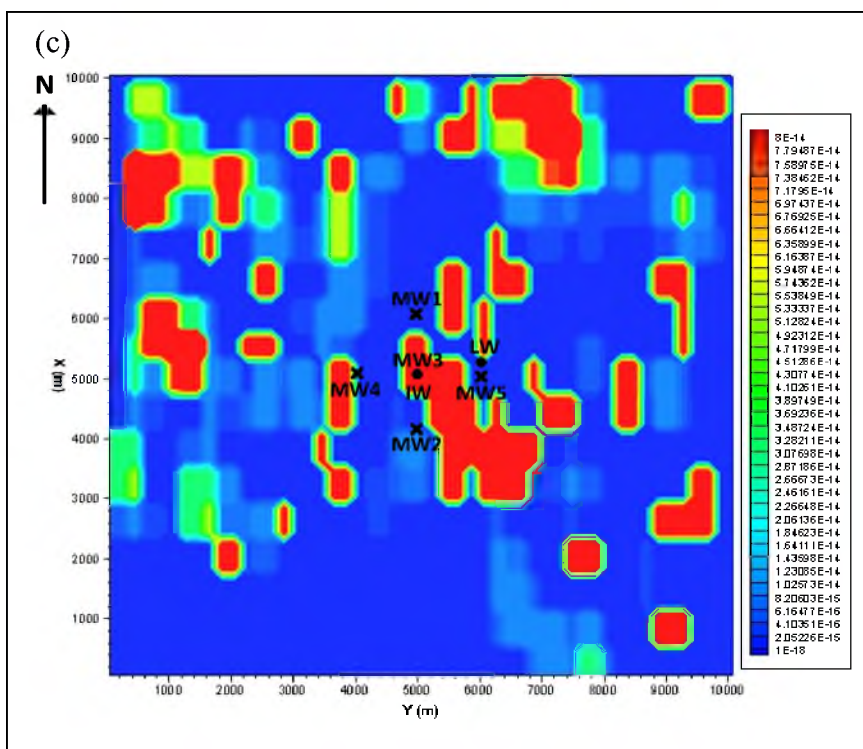 (c)
N
10000
9000
8000
7000
6000
5000
4000
3000
2000
1000
X (m)
MW1
LW
MW3
MW4
IW
MW5
MW2
1000
2000
3000
4000
5000
6000
7000
8000
9000
10000
Y (m)
8E-14
7.79487E-14
7.58975E-14
7.38462E-14
7.1795E-14
6.97437E-14
6.76925E-14
6.56412E-14
6.35899E-14
6.15387E-14
5.94874E-14
5.74362E-14
5.53849E-14
5.33337E-14
5.12824E-14
4.92312E-14
4.71799E-14
4.51286E-14
4.30774E-14
4.10261E-14
3.89749E-14
3.69236E-14
3.48724E-14
3.28211E-14
3.07698E-14
2.87186E-14
2.66673E-14
2.46161E-14
2.25648E-14
2.05136E-14
1.84623E-14
1.64111E-14
1.43598E-14
1.23085E-14
1.02573E-14
8.20603E-15
6.15477E-15
4.10351E-15
2.05226E-15
1E-18